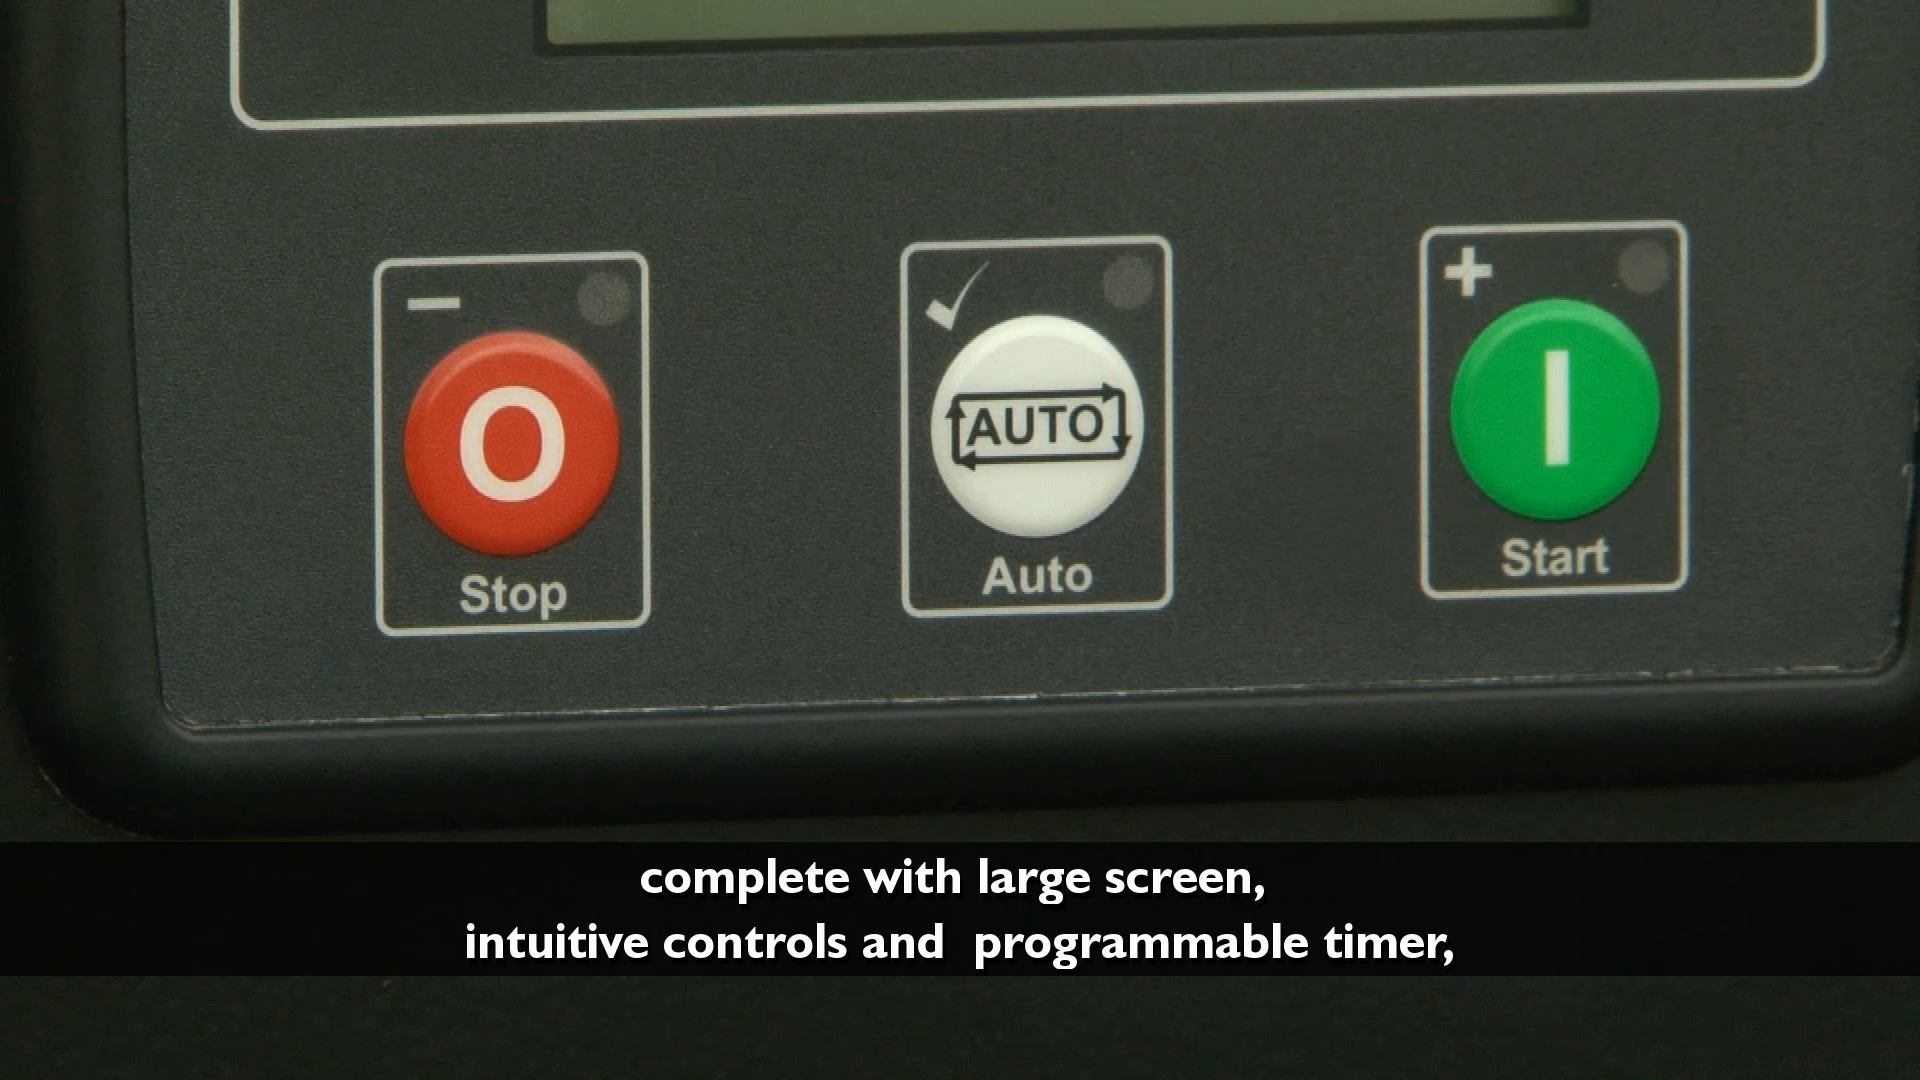 O
Stop
AUTO
Auto
I
Start
complete with large screen,
intuitive controls and programmable timer,